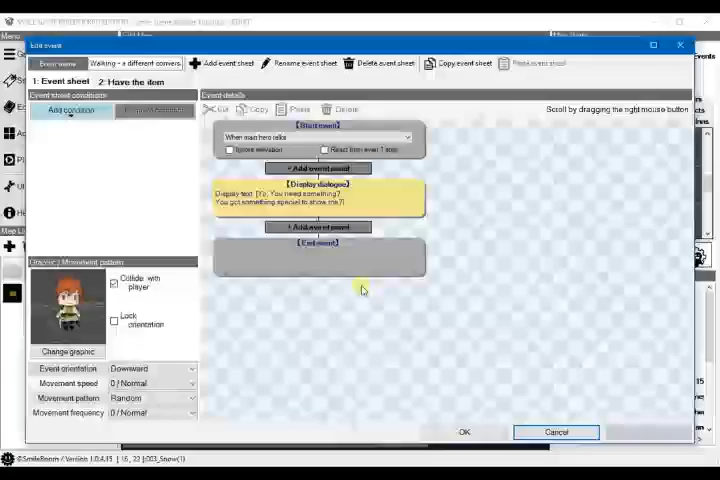 Edit event
Event name
Walking - a different convers
Add event sheet
Rename event sheet
Delete event sheet
Copy event sheet
Paste event sheet
1: Event sheet
2: Have the item
Event sheet conditions
Event details
Add condition
Cut
Copy
Paste
Delete
Scroll by dragging the right mouse button
【Start event】
When main hero talks
Ignore elevation
React from even 1 step
+ Add event panel
【Display dialogue】
Display text: [Yo. You need something?
You got something special to show me?]
+ Add event panel
【End event】
Graphic / Movement pattern
Collide with
player
Lock
orientation
Change graphic
Event orientation
Downward
Movement speed
0 / Normal
Movement pattern
Random
Movement frequency
0 / Normal
OK
Cancel
©SmileBoom / Version 1.0.4.15
003_Snow(1)